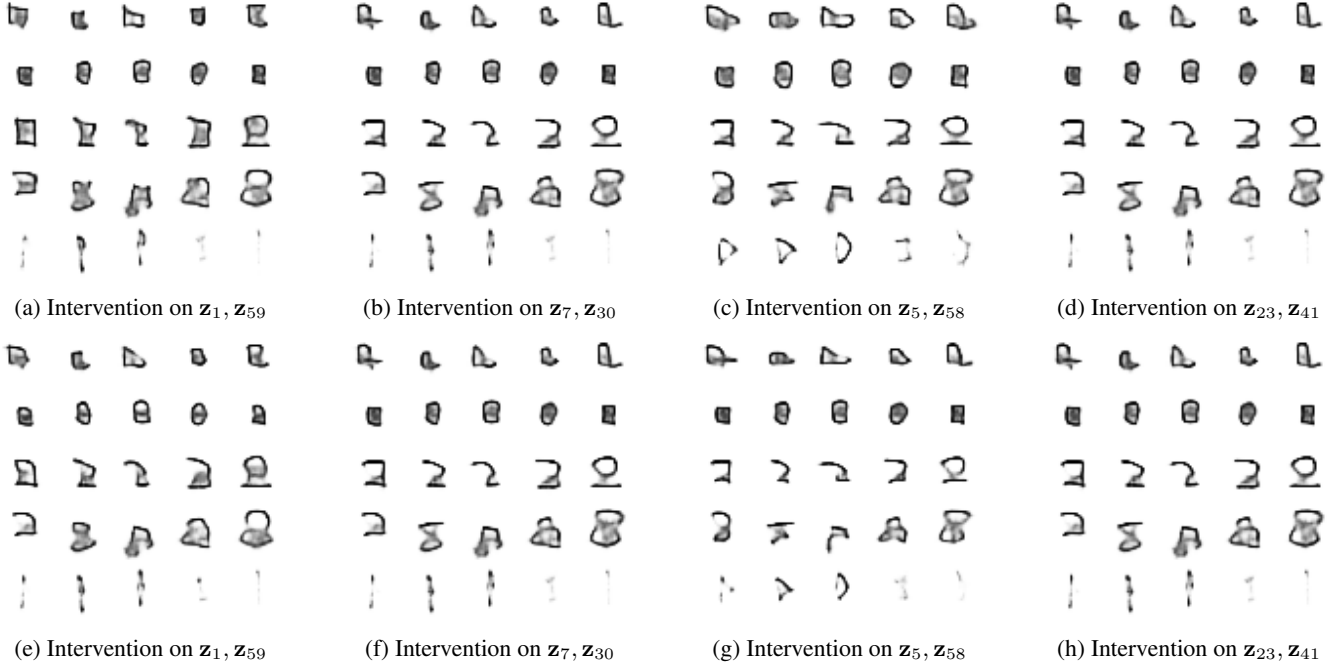 (a) Intervention on z₁, z₅₉
(b) Intervention on z₇, z₃₀
(c) Intervention on z₅, z₅₈
(d) Intervention on z₂₃, z₄₁
(e) Intervention on z₁, z₅₉
(f) Intervention on z₇, z₃₀
(g) Intervention on z₅, z₅₈
(h) Intervention on z₂₃, z₄₁